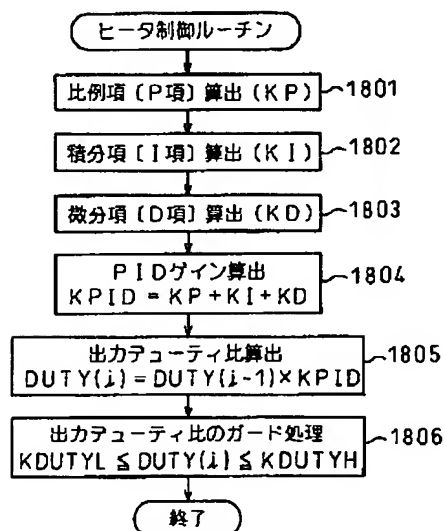 ヒータ制御ルーチン
比例項〔P項〕算出(KP)
1801
積分項〔I項〕算出(KI)
1802
微分項〔D項〕算出(KD)
1803
PIDゲイン算出
KPID = KP+KI+KD
1804
出力デューティ比算出
DUTY(i)=DUTY(i-1)×KPID
1805
出力デューティ比のガード処理
KDUTYL≦DUTY(i)≦KDUTYH
1806
終了